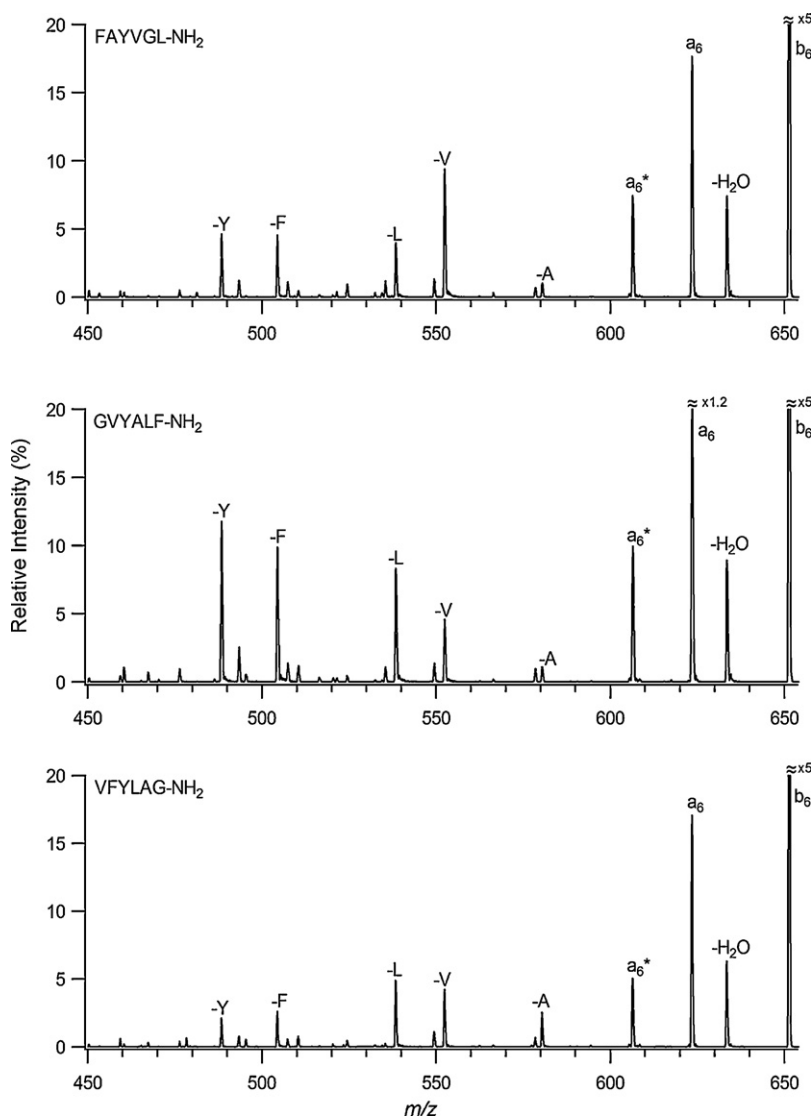 Relative Intensity (%)
FAYVGL-NH₂
≈ x5
b₆
a₆
a₆*
-H₂O
-V
-Y
-F
-L
-A
20
15
10
5
0
450 500 550 600 650
GVYALF-NH₂
≈ x1.2
a₆
≈ x5
b₆
-Y
-F
-L
-V
-A
a₆*
-H₂O
20
15
10
5
0
450 500 550 600 650
VFYLAG-NH₂
≈ x5
b₆
a₆
-Y
-F
-L
-V
-A
a₆*
-H₂O
20
15
10
5
0
450 500 550 600 650
m/z